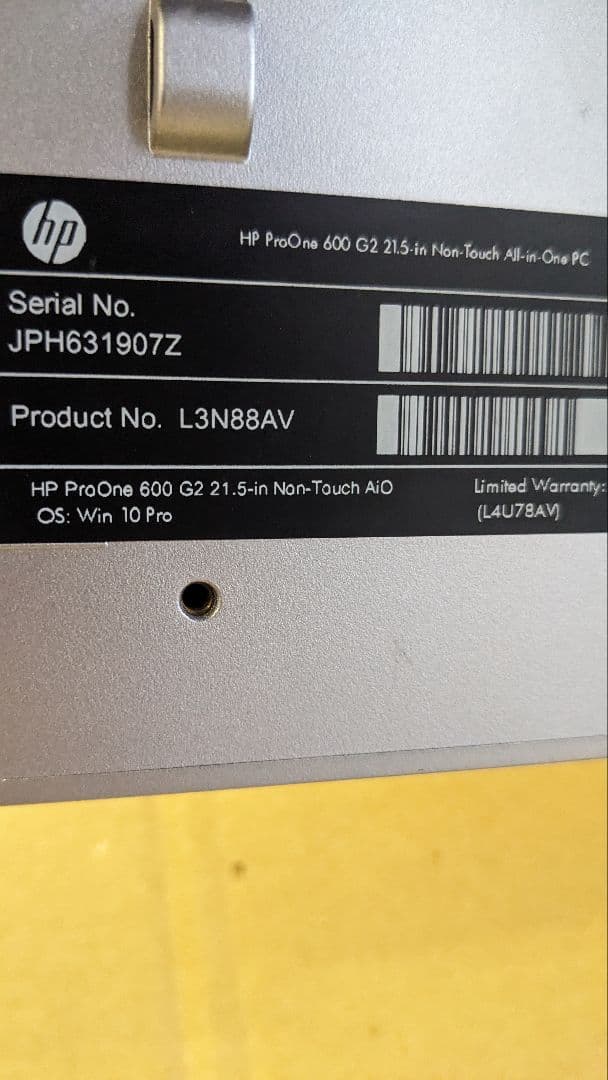 hp
HP ProOne 600 G2 21.5-in Non-Touch All-in-One PC
Serial No.
JPH631907Z
Product No. L3N88AV
HP ProOne 600 G2 21.5-in Non-Touch AiO
OS: Win 10 Pro
Limited Warranty:
(L4U78AV)